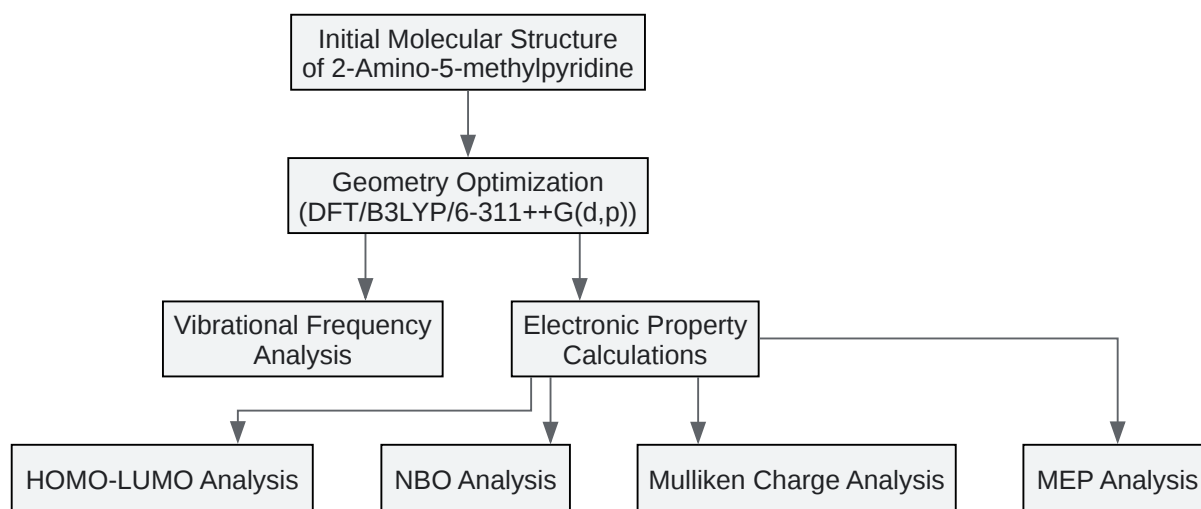 Initial Molecular Structure
of 2-Amino-5-methylpyridine
Geometry Optimization
(DFT/B3LYP/6-311++G(d,p))
Vibrational Frequency
Analysis
Electronic Property
Calculations
HOMO-LUMO Analysis
NBO Analysis
Mulliken Charge Analysis
MEP Analysis